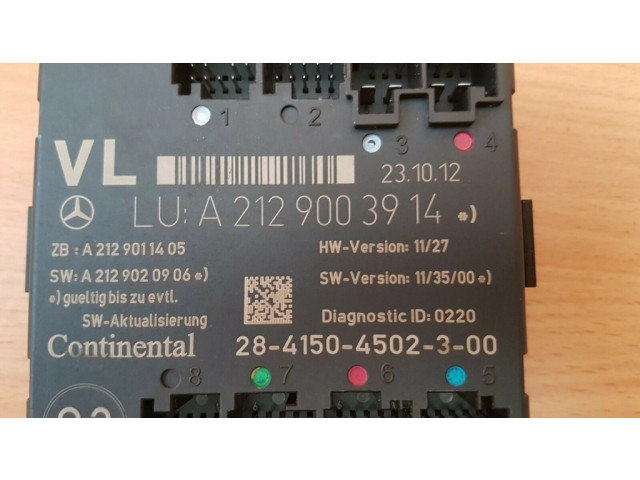 1 2 3 4
VL
23.10.12
LU: A 212 900 39 14 *)
ZB : A 212 901 14 05
HW-Version: 11/27
SW: A 212 902 09 06 *)
SW-Version: 11/35/00 *)
*) gueltig bis zu evtl.
SW-Aktualisierung
Diagnostic ID: 0220
Continental
28-4150-4502-3-00
8 7 6 5